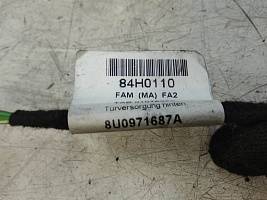 84H0110
FAM (MA) FA2
Türversorgung hinten
8U0971687A